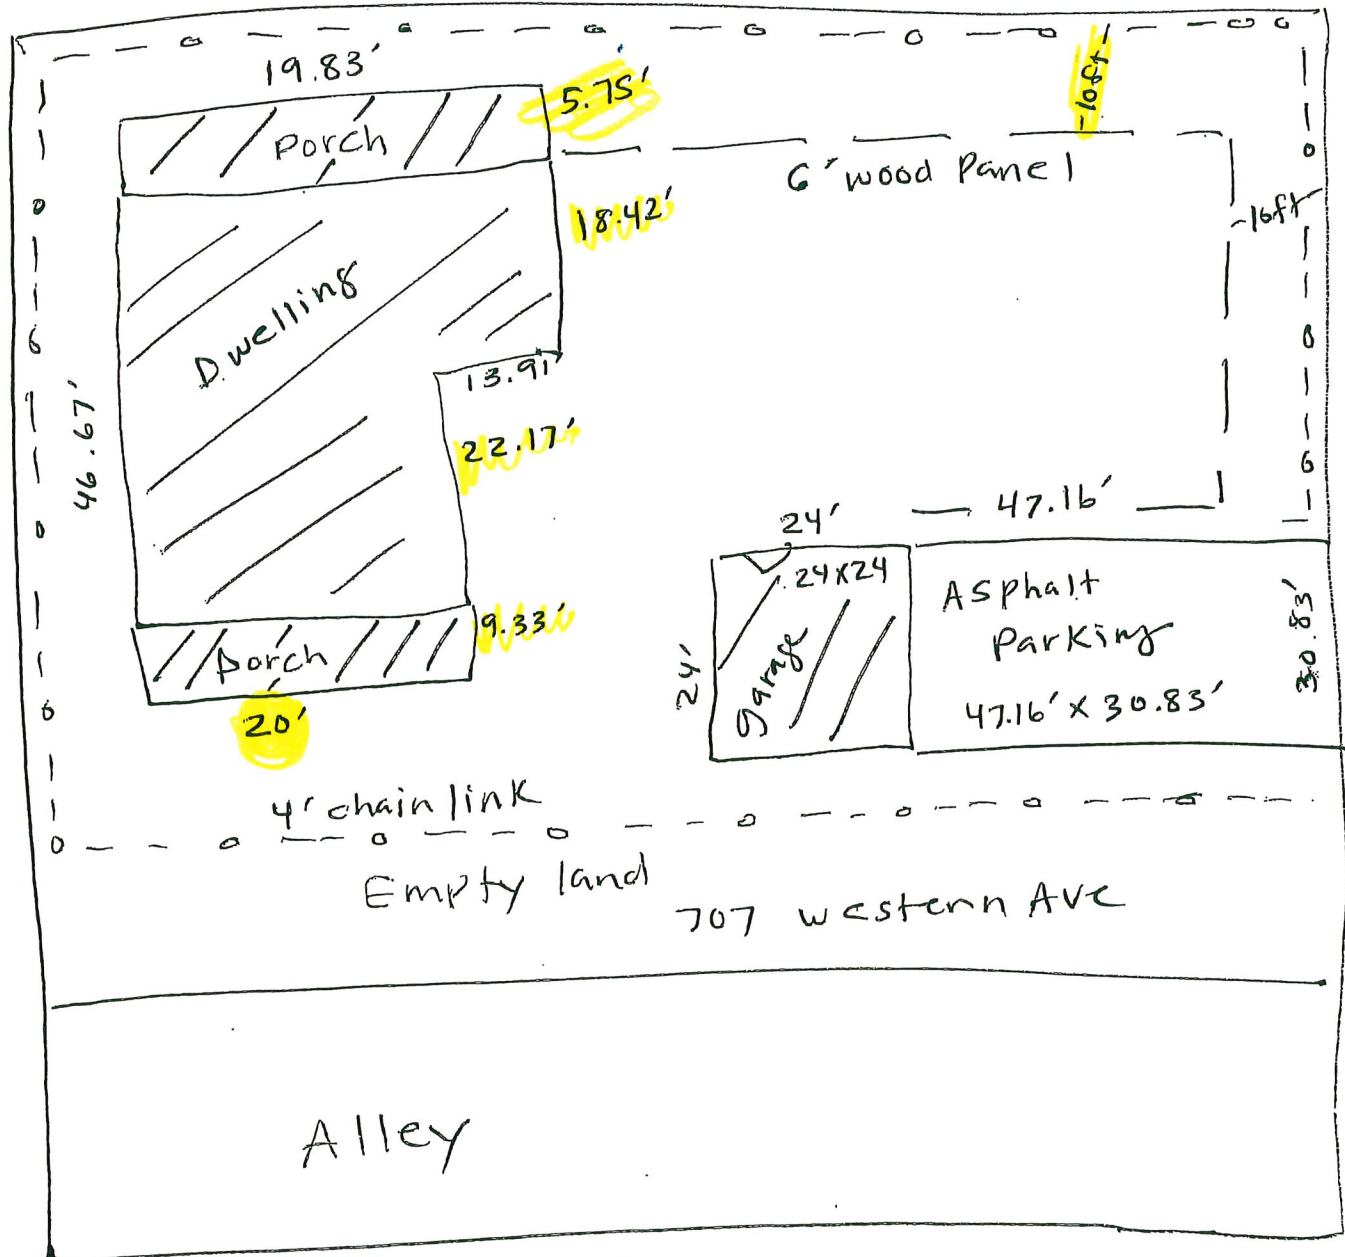 19.83'
5.75'
-10ft-
Porch
6' wood Panel
18.42'
-10ft
Dwelling
13.91'
46.67'
22.17'
47.16'
24'
24x24
Asphalt
Parking
30.83'
9.33'
Porch
24'
garage
47.16' x 30.83'
20'
4' chain link
Empty land
707 westenn Ave
Alley